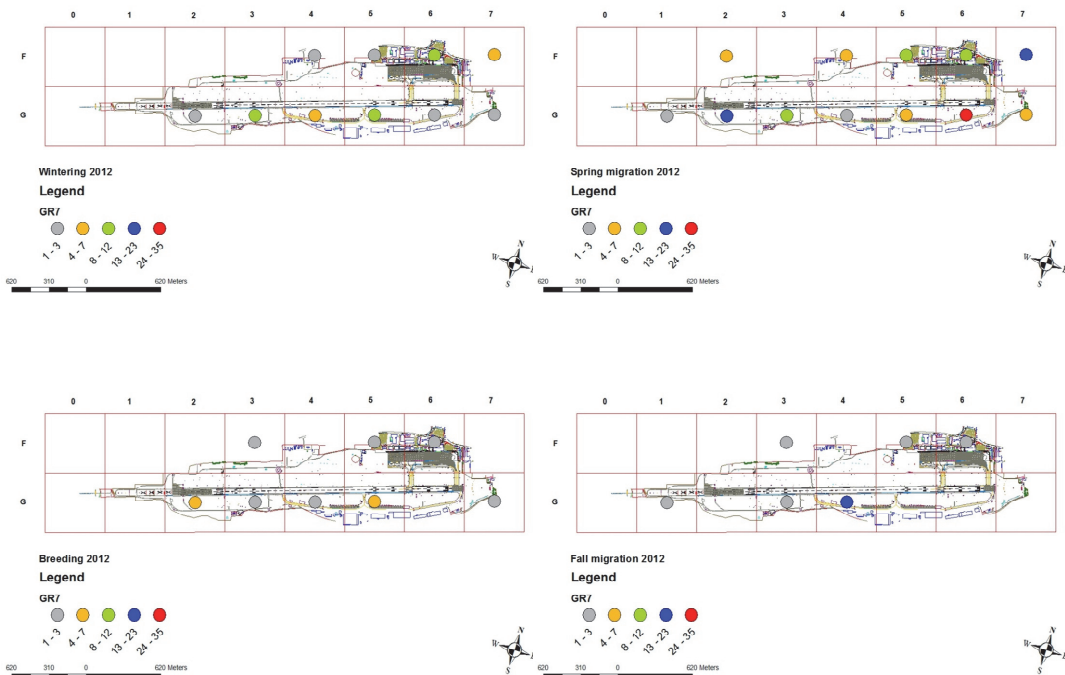 0 1 2 3 4 5 6 7
F
G
Wintering 2012
Legend
GR7
1 - 3 4 - 7 8 - 12 13 - 23 24 - 35
N
W
S
620 310 0 620 Meters
0 1 2 3 4 5 6 7
F
G
Spring migration 2012
Legend
GR7
1 - 3 4 - 7 8 - 12 13 - 23 24 - 35
N
W
S
620 310 0 620 Meters
0 1 2 3 4 5 6 7
F
G
Breeding 2012
Legend
GR7
1 - 3 4 - 7 8 - 12 13 - 23 24 - 35
N
W
S
620 310 0 620 Meters
0 1 2 3 4 5 6 7
F
G
Fall migration 2012
Legend
GR7
1 - 3 4 - 7 8 - 12 13 - 23 24 - 35
N
W
S
620 310 0 620 Meters